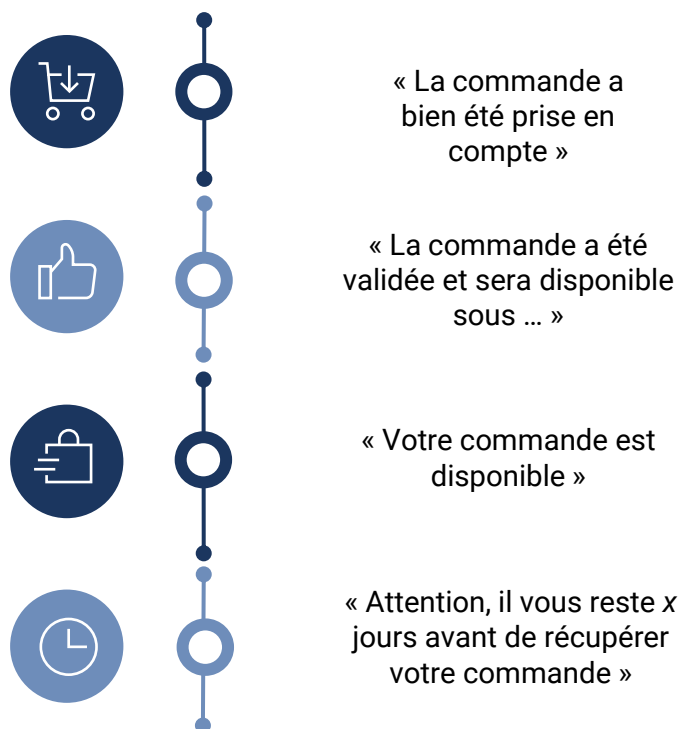 « La commande a
bien été prise en
compte »
« La commande a été
validée et sera disponible
sous ... »
« Votre commande est
disponible »
« Attention, il vous reste x
jours avant de récupérer
votre commande »